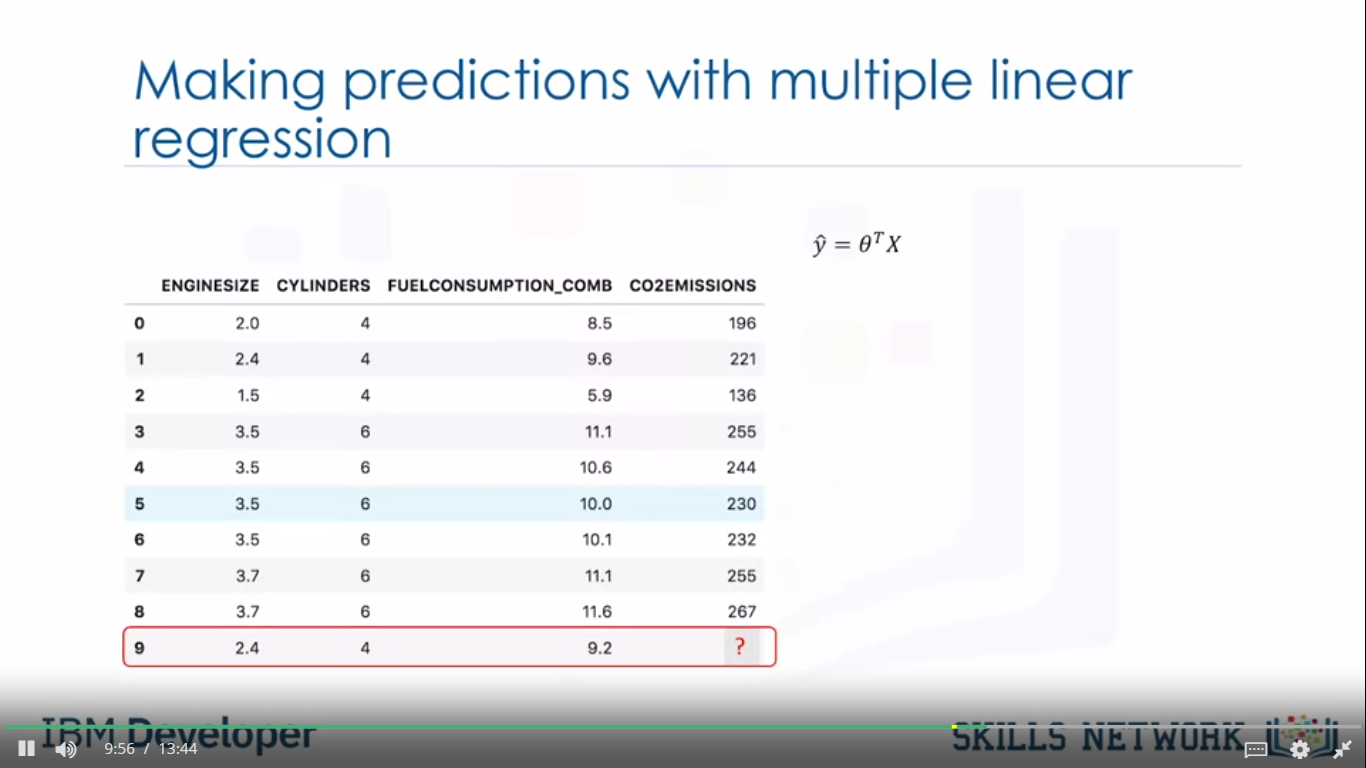 Making predictions with multiple linear
regression
ŷ = θᵀX
ENGINESIZE CYLINDERS FUELCONSUMPTION_COMB CO2EMISSIONS
0 2.0 4 8.5 196
1 2.4 4 9.6 221
2 1.5 4 5.9 136
3 3.5 6 11.1 255
4 3.5 6 10.6 244
5 3.5 6 10.0 230
6 3.5 6 10.1 232
7 3.7 6 11.1 255
8 3.7 6 11.6 267
9 2.4 4 9.2 ?
IBM Developer
SKILLS NETWORK
9:56 / 13:44